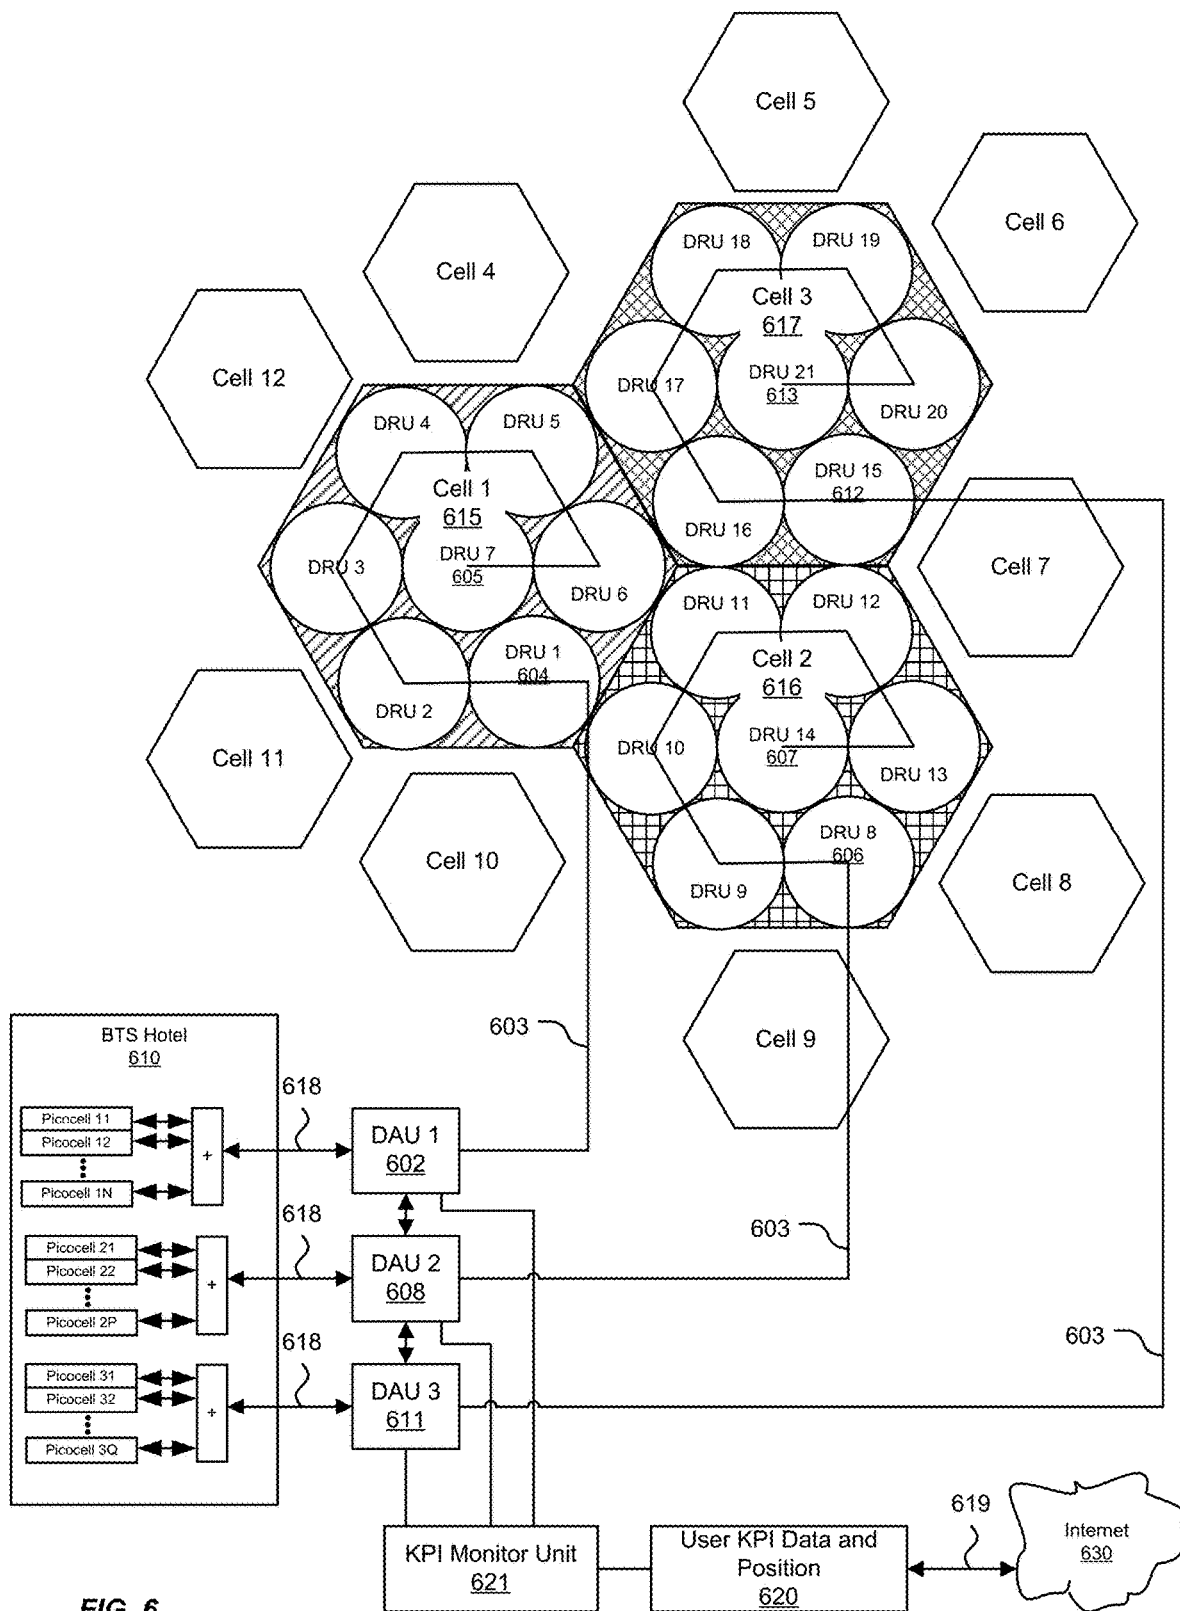 Cell 5
Cell 6
Cell 4
Cell 12
DRU 18
DRU 19
Cell 3
617
DRU 17
DRU 21
613
DRU 20
DRU 16
DRU 15
612
DRU 4
DRU 5
Cell 1
615
DRU 3
DRU 7
605
DRU 6
DRU 2
DRU 1
604
Cell 7
DRU 11
DRU 12
Cell 2
616
DRU 10
DRU 14
607
DRU 13
DRU 9
DRU 8
606
Cell 11
Cell 10
Cell 8
Cell 9
603
603
603
BTS Hotel
610
Picocell 11
Picocell 12
Picocell 1N
+
618
DAU 1
602
Picocell 21
Picocell 22
Picocell 2P
+
618
DAU 2
608
Picocell 31
Picocell 32
Picocell 3Q
+
618
DAU 3
611
KPI Monitor Unit
621
User KPI Data and
Position
620
619
Internet
630
FIG. 6